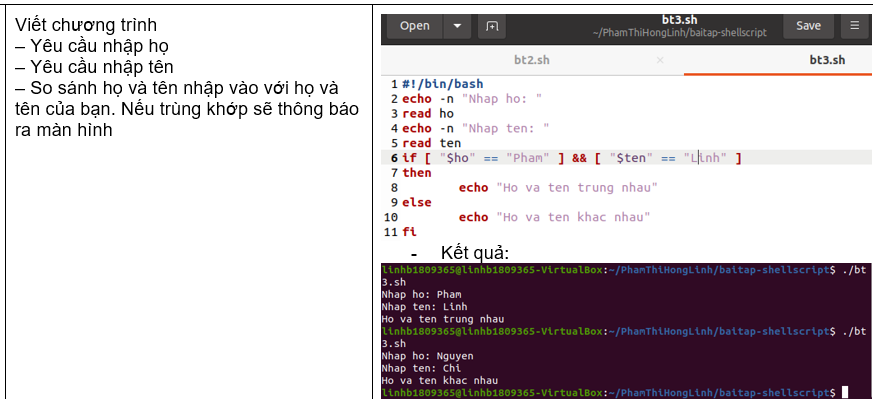 Viết chương trình
– Yêu cầu nhập họ
– Yêu cầu nhập tên
– So sánh họ và tên nhập vào với họ và
tên của bạn. Nếu trùng khớp sẽ thông báo
ra màn hình
Open
bt3.sh
~/PhamThiHongLinh/baitap-shellscript
Save
bt2.sh
bt3.sh
1 #!/bin/bash
2 echo -n "Nhap ho: "
3 read ho
4 echo -n "Nhap ten: "
5 read ten
6 if [ "$ho" == "Pham" ] && [ "$ten" == "Linh" ]
7 then
8 echo "Ho va ten trung nhau"
9 else
10 echo "Ho va ten khac nhau"
11 fi
- Kết quả:
linhb1809365@linhb1809365-VirtualBox:~/PhamThiHongLinh/baitap-shellscript$ ./bt
3.sh
Nhap ho: Pham
Nhap ten: Linh
Ho va ten trung nhau
linhb1809365@linhb1809365-VirtualBox:~/PhamThiHongLinh/baitap-shellscript$ ./bt
3.sh
Nhap ho: Nguyen
Nhap ten: Chi
Ho va ten khac nhau
linhb1809365@linhb1809365-VirtualBox:~/PhamThiHongLinh/baitap-shellscript$